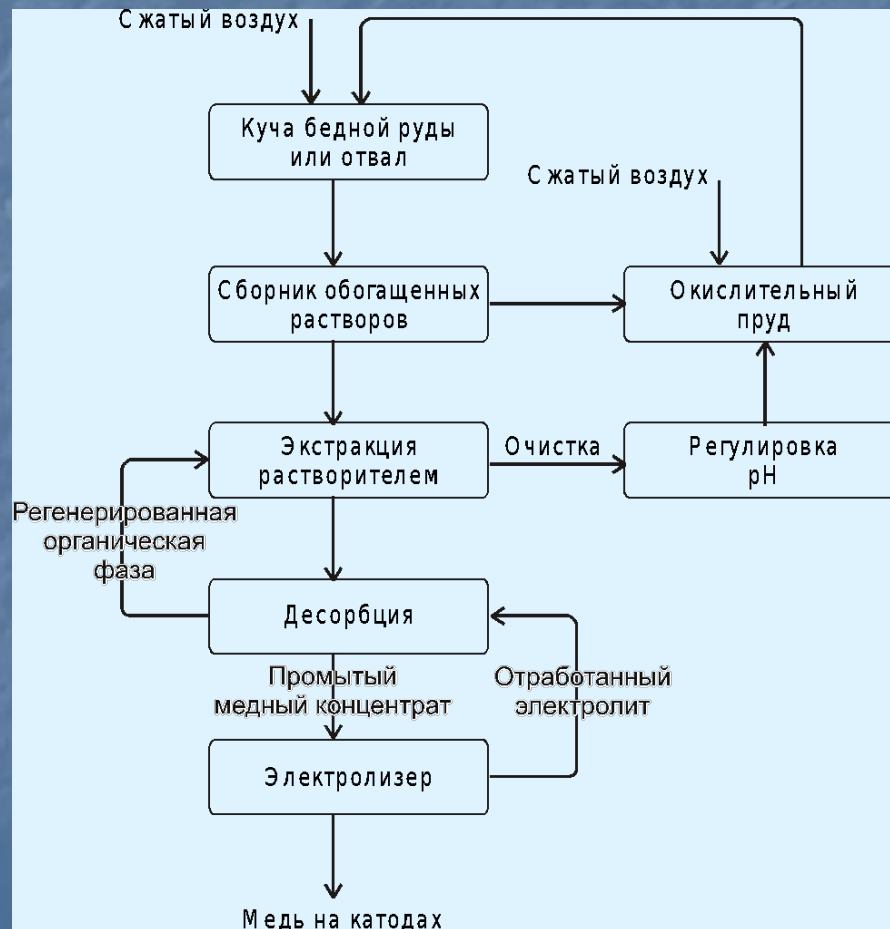 Сжатый воздух
Куча бедной руды
или отвал
Сжатый воздух
Сборник обогащенных
растворов
Окислительный
пруд
Экстракция
растворителем
Очистка
Регулировка
pH
Регенерированная
органическая
фаза
Десорбция
Промытый
медный концентрат
Отработанный
электролит
Электролизер
Медь на катодах